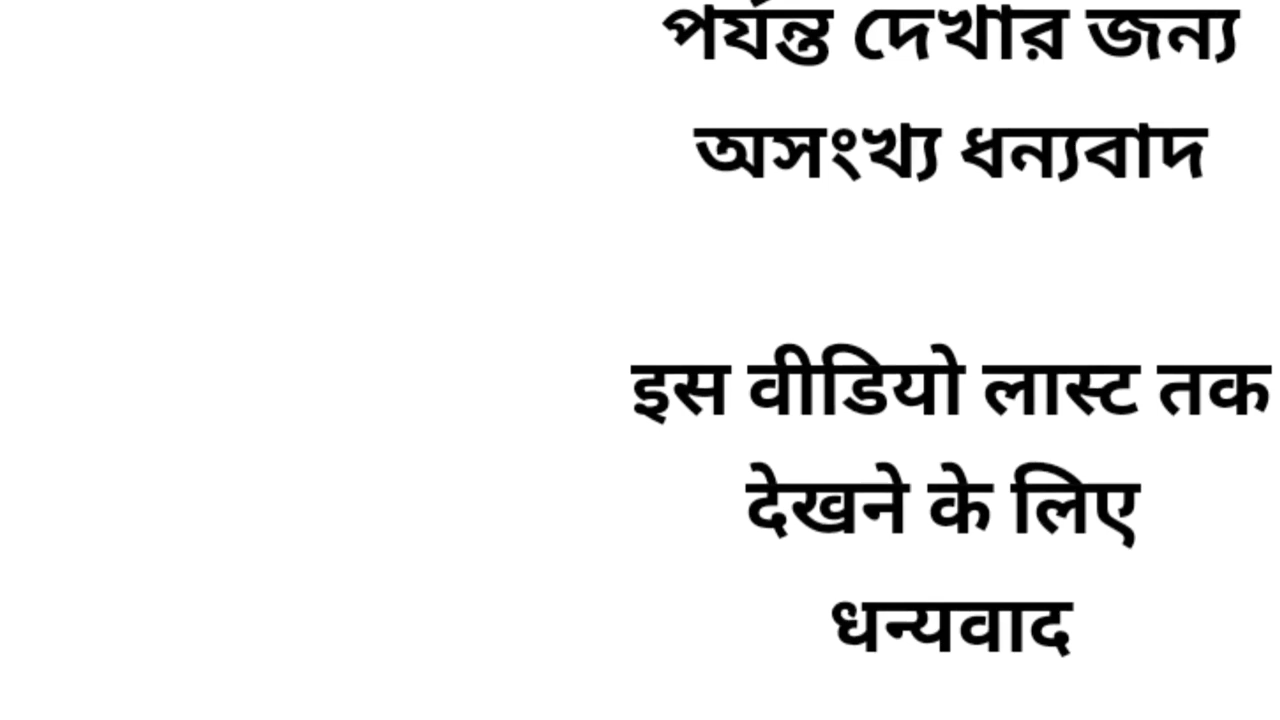 পর্যন্ত দেখার জন্য
অসংখ্য ধন্যবাদ
इस वीडियो लास्ट तक
देखने के लिए
धन्यवाद